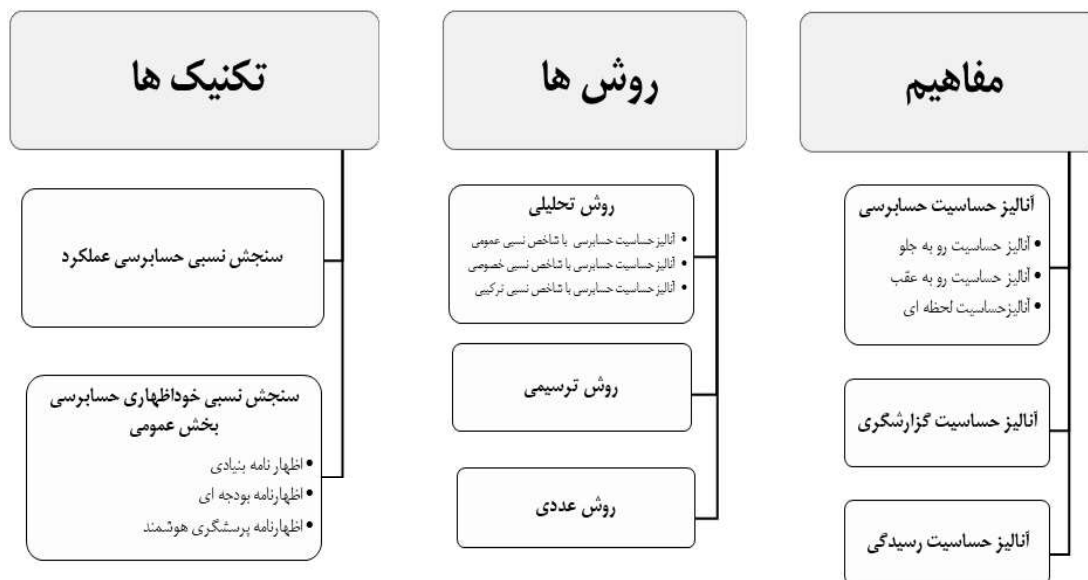 مفاهیم
آنالیز حساسیت حسابرسی
• آنالیز حساسیت رو به جلو
• آنالیز حساسیت رو به عقب
• آنالیزحساسیت لحظه ای
آنالیز حساسیت گزارشگری
آنالیز حساسیت رسیدگی
روش ها
روش تحلیلی
• آنالیز حساسیت حسابرسی با شاخص نسبی عمومی
• آنالیز حساسیت حسابرسی با شاخص نسبی خصوصی
• آنالیز حساسیت حسابرسی با شاخص نسبی ترکیبی
روش ترسیمی
روش عددی
تکنیک ها
سنجش نسبی حسابرسی عملکرد
سنجش نسبی خوداظهاری حسابرسی
بخش عمومی
• اظهار نامه بنیادی
• اظهارنامه بودجه ای
• اظهارنامه پرسشگری هوشمند